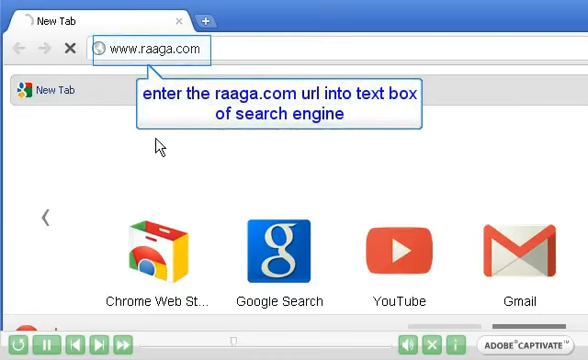 New Tab
www.raaga.com
New Tab
enter the raaga.com url into text box
of search engine
Chrome Web St...
Google Search
YouTube
Gmail
ADOBE® CAPTIVATE™